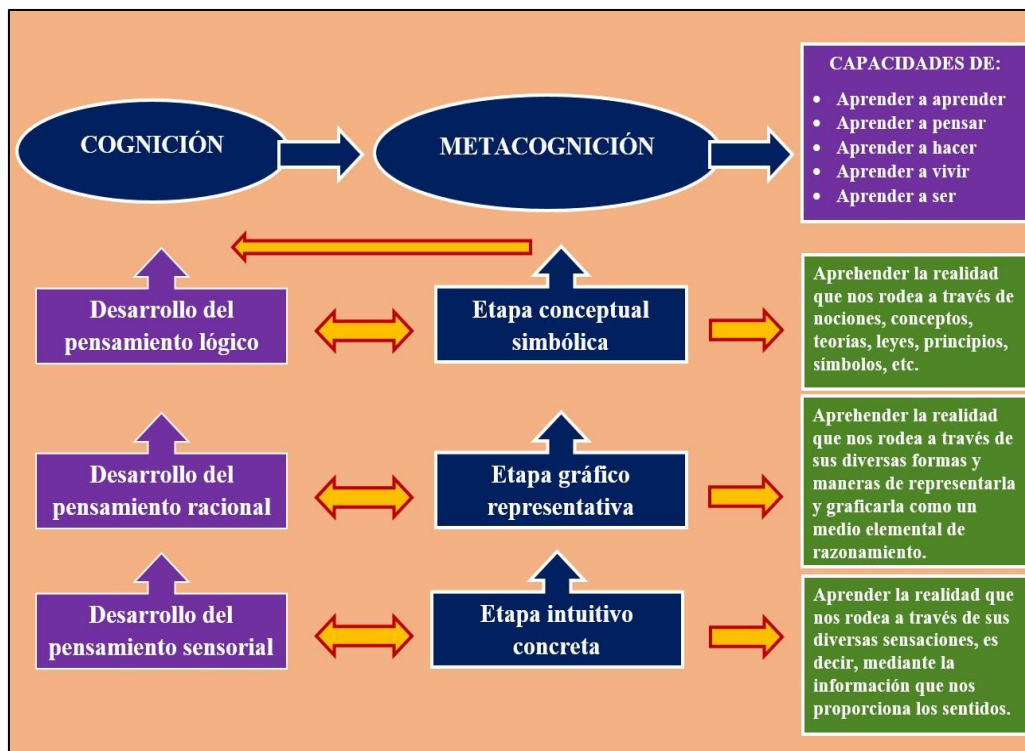 COGNICIÓN
METACOGNICIÓN
CAPACIDADES DE:
• Aprender a aprender
• Aprender a pensar
• Aprender a hacer
• Aprender a vivir
• Aprender a ser
Desarrollo del
pensamiento lógico
Etapa conceptual
simbólica
Aprehender la realidad
que nos rodea a través de
nociones, conceptos,
teorías, leyes, principios,
símbolos, etc.
Desarrollo del
pensamiento racional
Etapa gráfico
representativa
Aprehender la realidad
que nos rodea a través de
sus diversas formas y
maneras de representarla
y graficarla como un
medio elemental de
razonamiento.
Desarrollo del
pensamiento sensorial
Etapa intuitivo
concreta
Aprender la realidad que
nos rodea a través de sus
diversas sensaciones, es
decir, mediante la
información que nos
proporciona los sentidos.